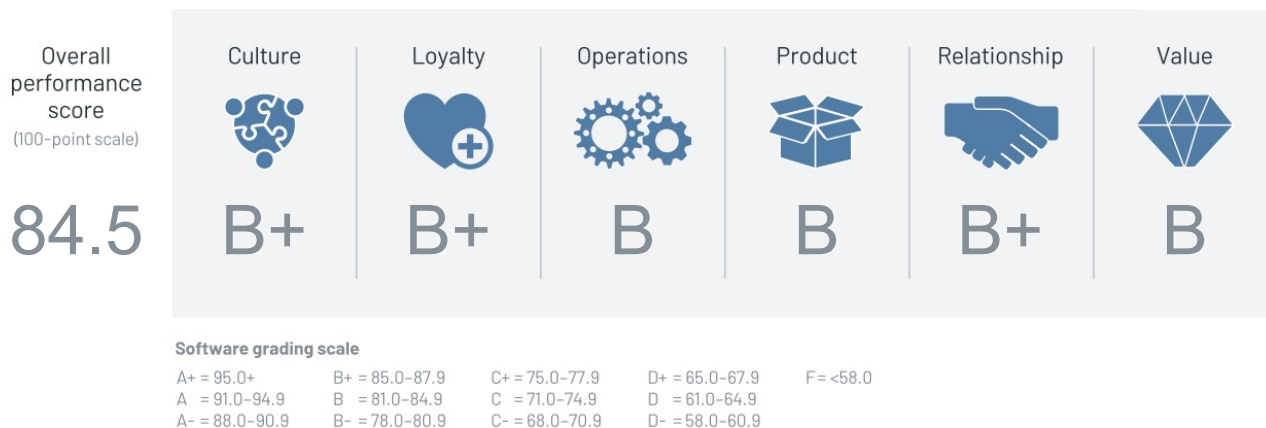 Overall
performance
score
(100-point scale)
84.5
Culture
B+
Loyalty
B+
Operations
B
Product
B
Relationship
B+
Value
B
Software grading scale
A+ = 95.0+
A = 91.0–94.9
A- = 88.0–90.9
B+ = 85.0–87.9
B = 81.0–84.9
B- = 78.0–80.9
C+ = 75.0–77.9
C = 71.0–74.9
C- = 68.0–70.9
D+ = 65.0–67.9
D = 61.0–64.9
D- = 58.0–60.9
F = <58.0